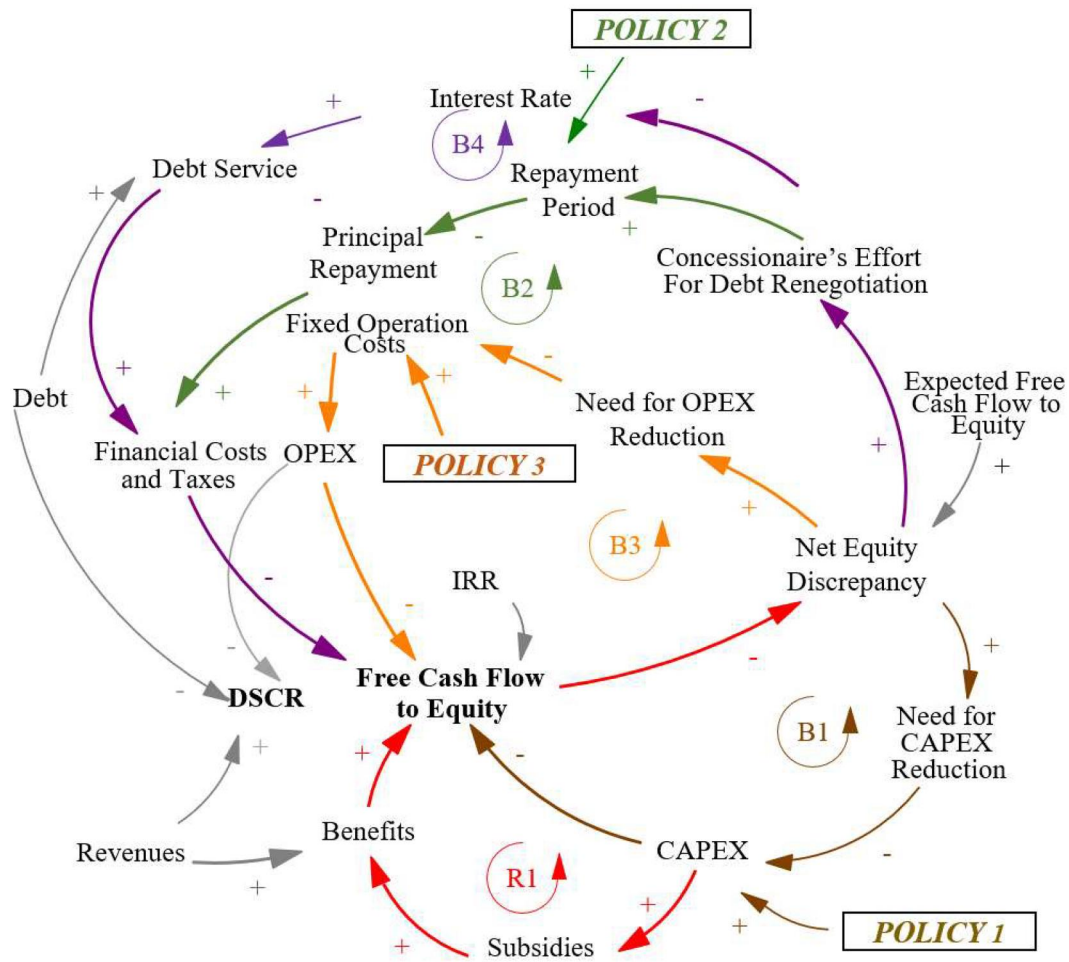 POLICY 2
+
Interest Rate
-
+
B4
Debt Service
+
-
Repayment
Period
+
-
Principal
Repayment
B2
Concessionaire's Effort
For Debt Renegotiation
Fixed Operation
Costs
-
+
+
+
+
Debt
Need for OPEX
Reduction
Expected Free
Cash Flow to
Equity
+
+
Financial Costs
and Taxes
OPEX
POLICY 3
+
B3
Net Equity
Discrepancy
-
IRR
-
-
-
DSCR
Free Cash Flow
to Equity
-
+
B1
Need for
CAPEX
Reduction
+
+
-
Revenues
Benefits
+
R1
CAPEX
-
+
+
Subsidies
+
POLICY 1